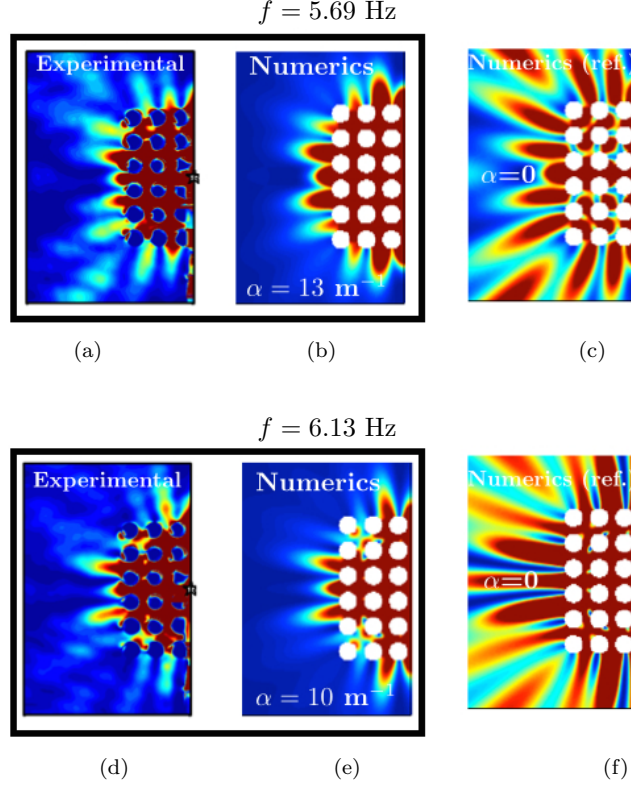 f = 5.69 Hz
Experimental
Numerics
Numerics (ref.
α=0
α = 13 m⁻¹
(a)
(b)
(c)
f = 6.13 Hz
Experimental
Numerics
Numerics (ref.
α=0
α = 10 m⁻¹
(d)
(e)
(f)